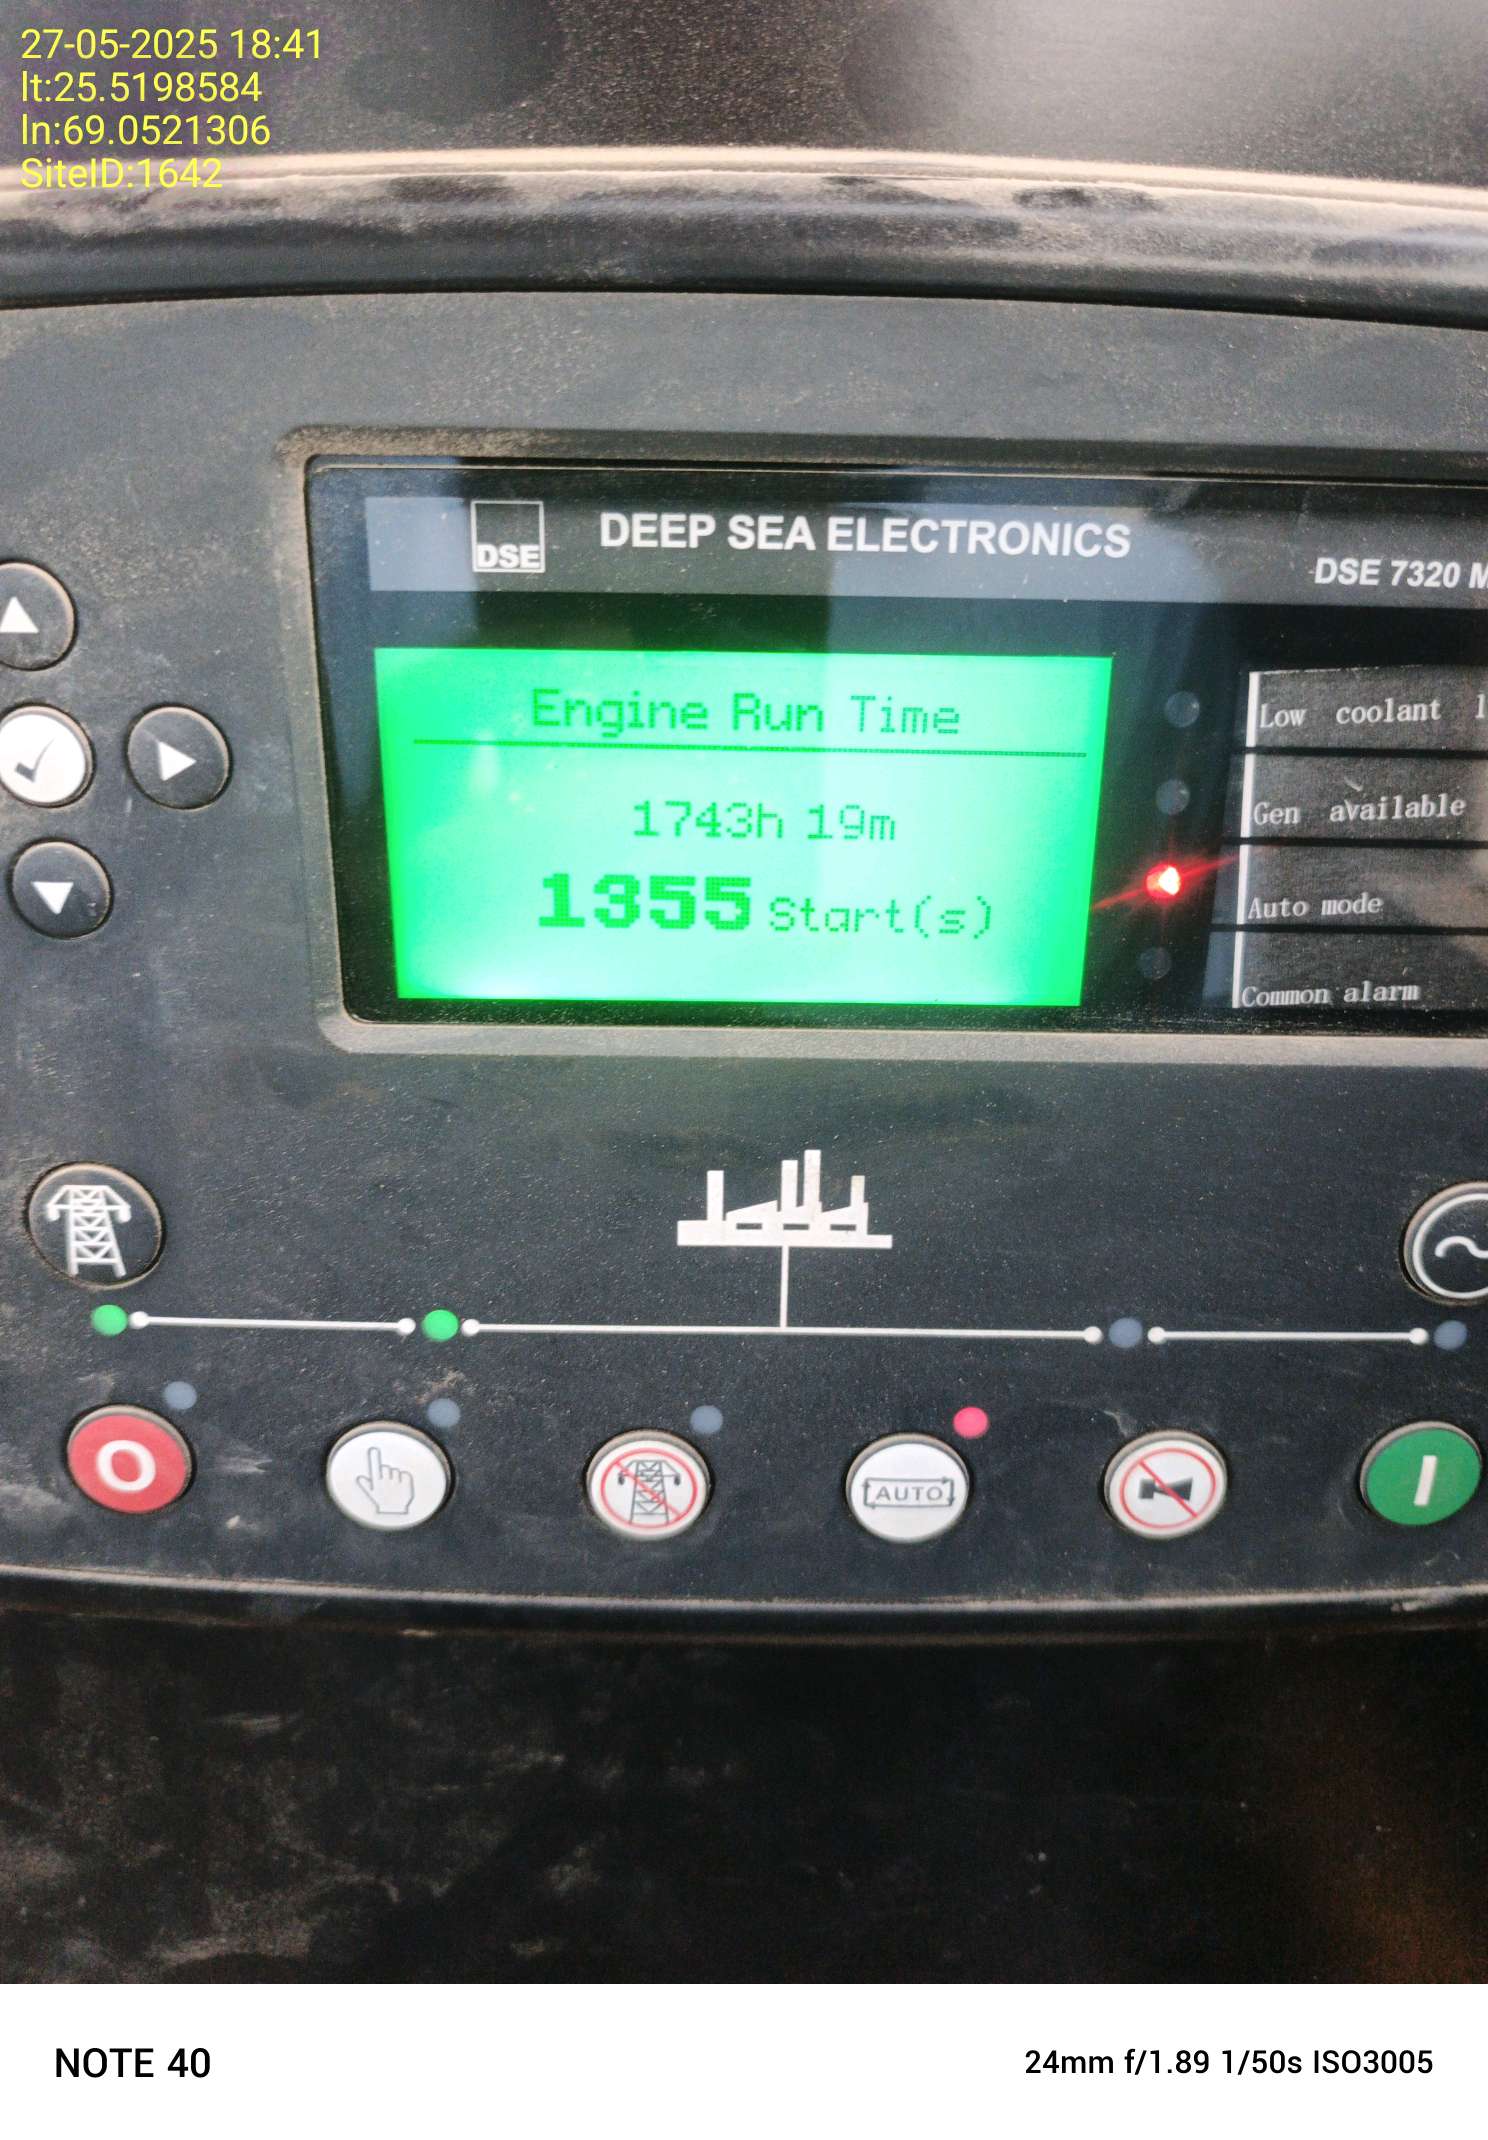 27-05-2025 18:41
lt:25.5198584
ln:69.0521306
SiteID:1642
DSE
DEEP SEA ELECTRONICS
DSE 7320 M
Engine Run Time
1743h 19m
1355 Start(s)
Low coolant l
Gen available
Auto mode
Common alarm
O
AUTO
I
NOTE 40
24mm f/1.89 1/50s ISO3005